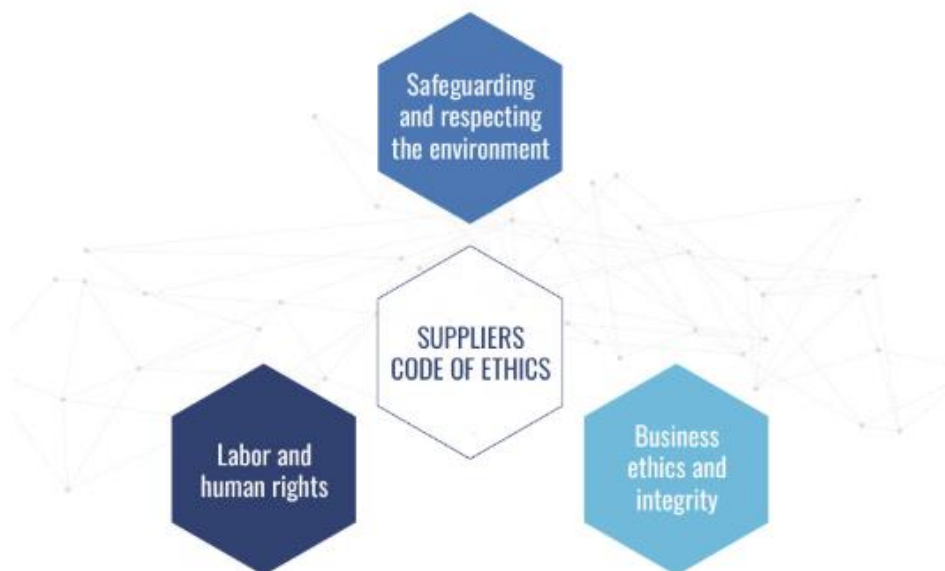 Safeguarding
and respecting
the environment
SUPPLIERS
CODE OF ETHICS
Labor and
human rights
Business
ethics and
integrity